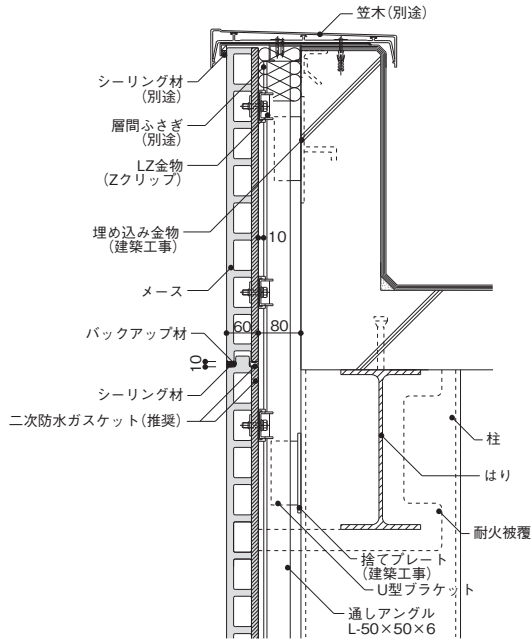 笠木(別途)
シーリング材
(別途)
層間ふさぎ
(別途)
LZ金物
(Zクリップ)
埋め込み金物
(建築工事)
10
メース
60
80
バックアップ材
10
シーリング材
二次防水ガスケット(推奨)
柱
はり
耐火被覆
捨てプレート
(建築工事)
U型ブラケット
通しアングル
L-50×50×6